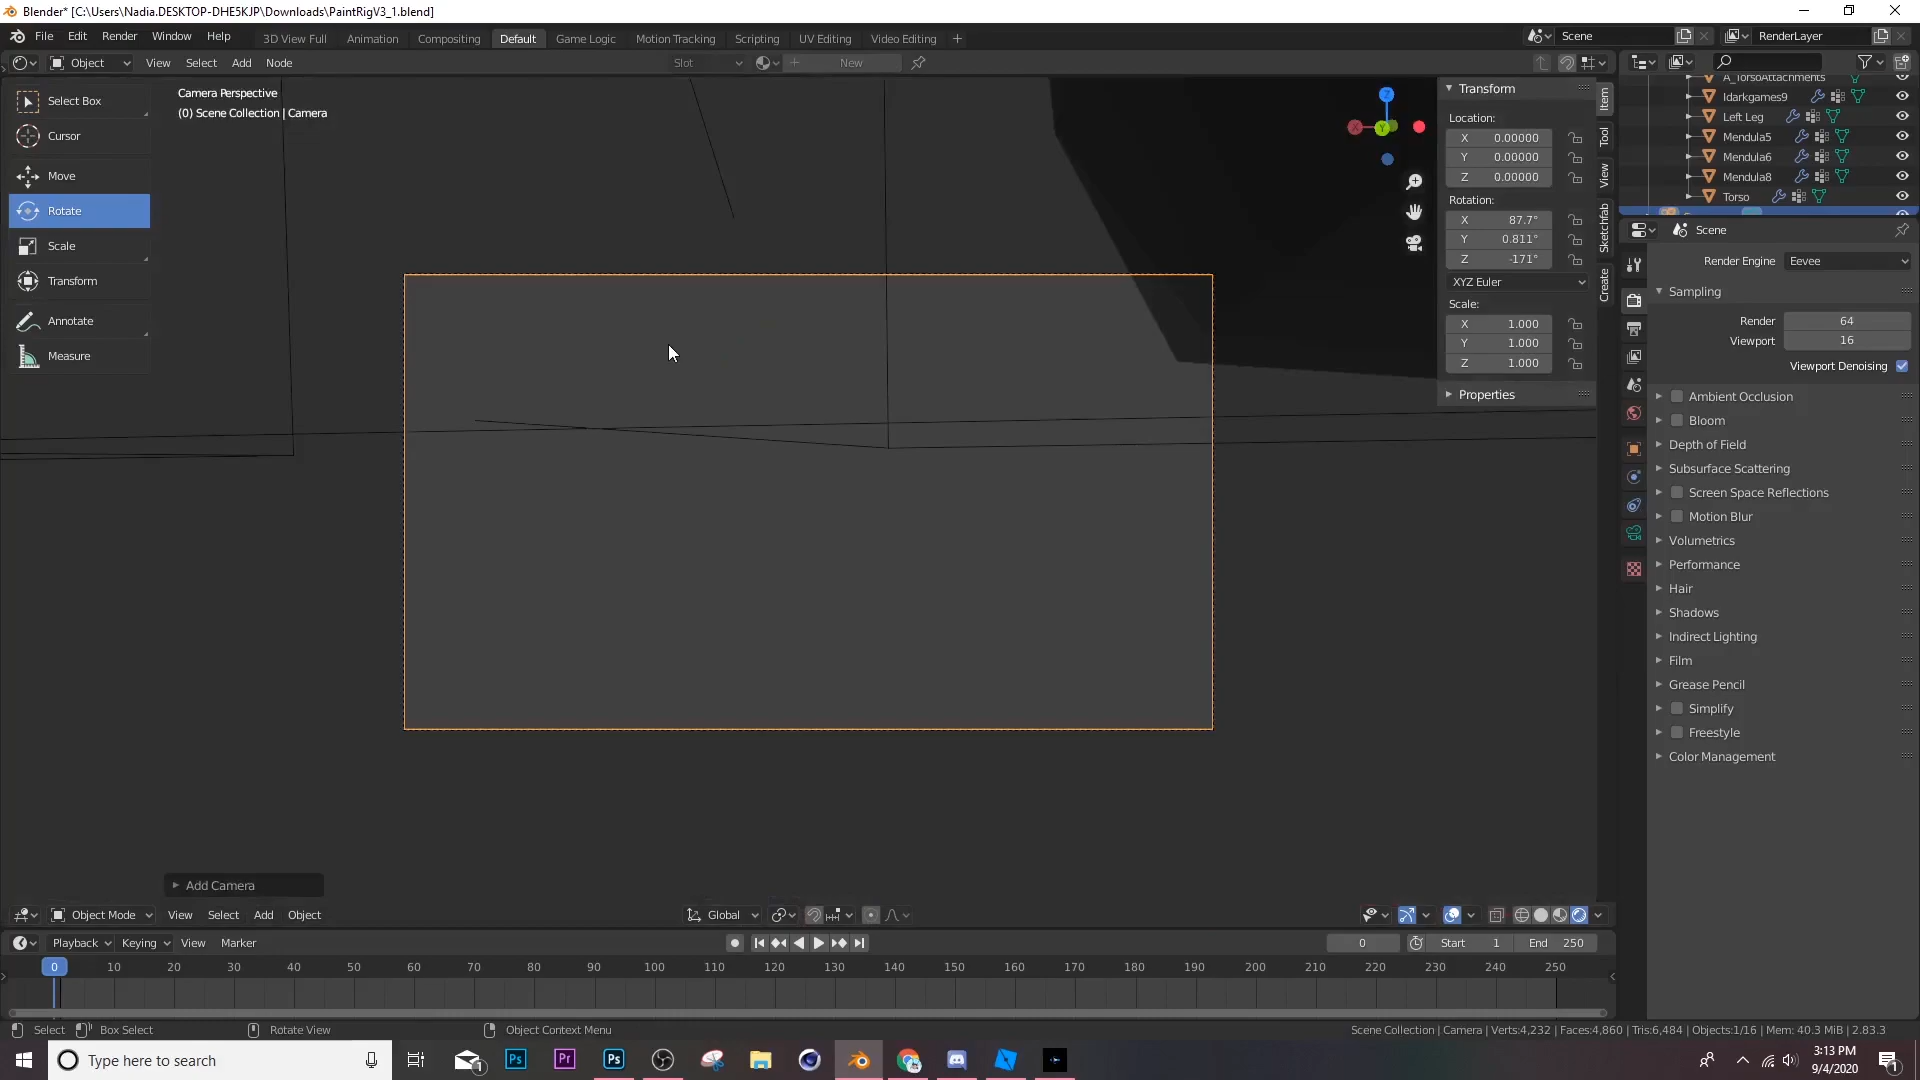 Blender* [C:\Users\Nadia.DESKTOP-DHE5KJP\Downloads\PaintRigV3_1.blend]
File Edit Render Window Help 3D View Full Animation Compositing Default Game Logic Motion Tracking Scripting UV Editing Video Editing + Scene RenderLayer
Object View Select Add Node Slot New
Select Box
Cursor
Move
Rotate
Scale
Transform
Annotate
Measure
Camera Perspective
(0) Scene Collection | Camera
Z
X
Y
Transform
Location:
X 0.00000
Y 0.00000
Z 0.00000
Rotation:
X 87.7°
Y 0.811°
Z -171°
XYZ Euler
Scale:
X 1.000
Y 1.000
Z 1.000
Properties
Item
Tool
View
Sketchfab
Create
A_TorsoAttachments
Idarkgames9
Left Leg
Mendula5
Mendula6
Mendula8
Torso
Scene
Render Engine Eevee
Sampling
Render 64
Viewport 16
Viewport Denoising
Ambient Occlusion
Bloom
Depth of Field
Subsurface Scattering
Screen Space Reflections
Motion Blur
Volumetrics
Performance
Hair
Shadows
Indirect Lighting
Film
Grease Pencil
Simplify
Freestyle
Color Management
Add Camera
Object Mode View Select Add Object Global
Playback Keying View Marker 0 Start 1 End 250
0 10 20 30 40 50 60 70 80 90 100 110 120 130 140 150 160 170 180 190 200 210 220 230 240 250
Select Box Select Rotate View Object Context Menu Scene Collection | Camera | Verts:4,232 | Faces:4,860 | Tris:6,484 | Objects:1/16 | Mem: 40.3 MiB | 2.83.3
Type here to search 1 Ps Pr Ps 3:13 PM
9/4/2020 1